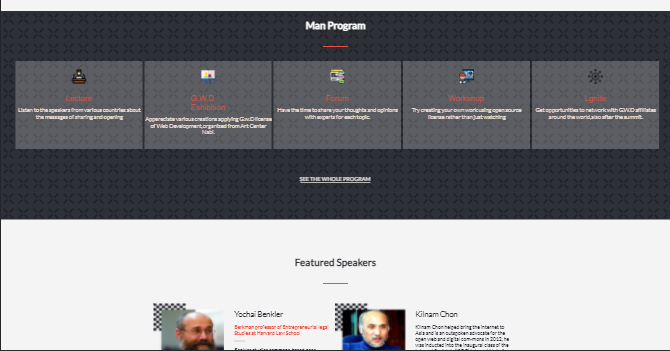 Man Program
Lecture
Listen to the speakers from various countries about
the messages of sharing and opening
G.W.D
Exhibition
Appreciate various creations applying G.W.D license
of Web Development,organized from Art Center
Nabi.
Forum
Have the time to share your thoughts and opinions
with experts for each topic.
Workshop
Try creating your own work using open source
license rather than just watching
Ignite
Get opportunities to network with G.W.D affiliates
around the world,also after the summit.
SEE THE WHOLE PROGRAM
Featured Speakers
Yochai Benkler
Berkman professor of Entrepreneurial legal
Studies at Harvard Law School
Kilnam Chon
Kilnam Chon helped bring the internet to
Asia and is an outspoken advocate for the
open web and digital com-mons in 2012, he
was inducted into the inaugural class of the